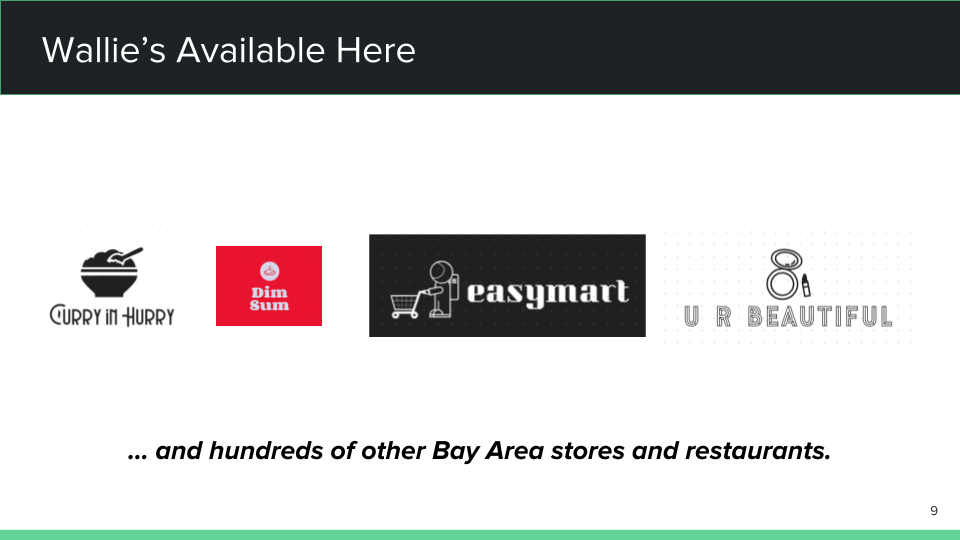 Wallie’s Available Here
CURRY in HURRY
Dim
Sum
easymart
U R BEAUTIFUL
... and hundreds of other Bay Area stores and restaurants.
9